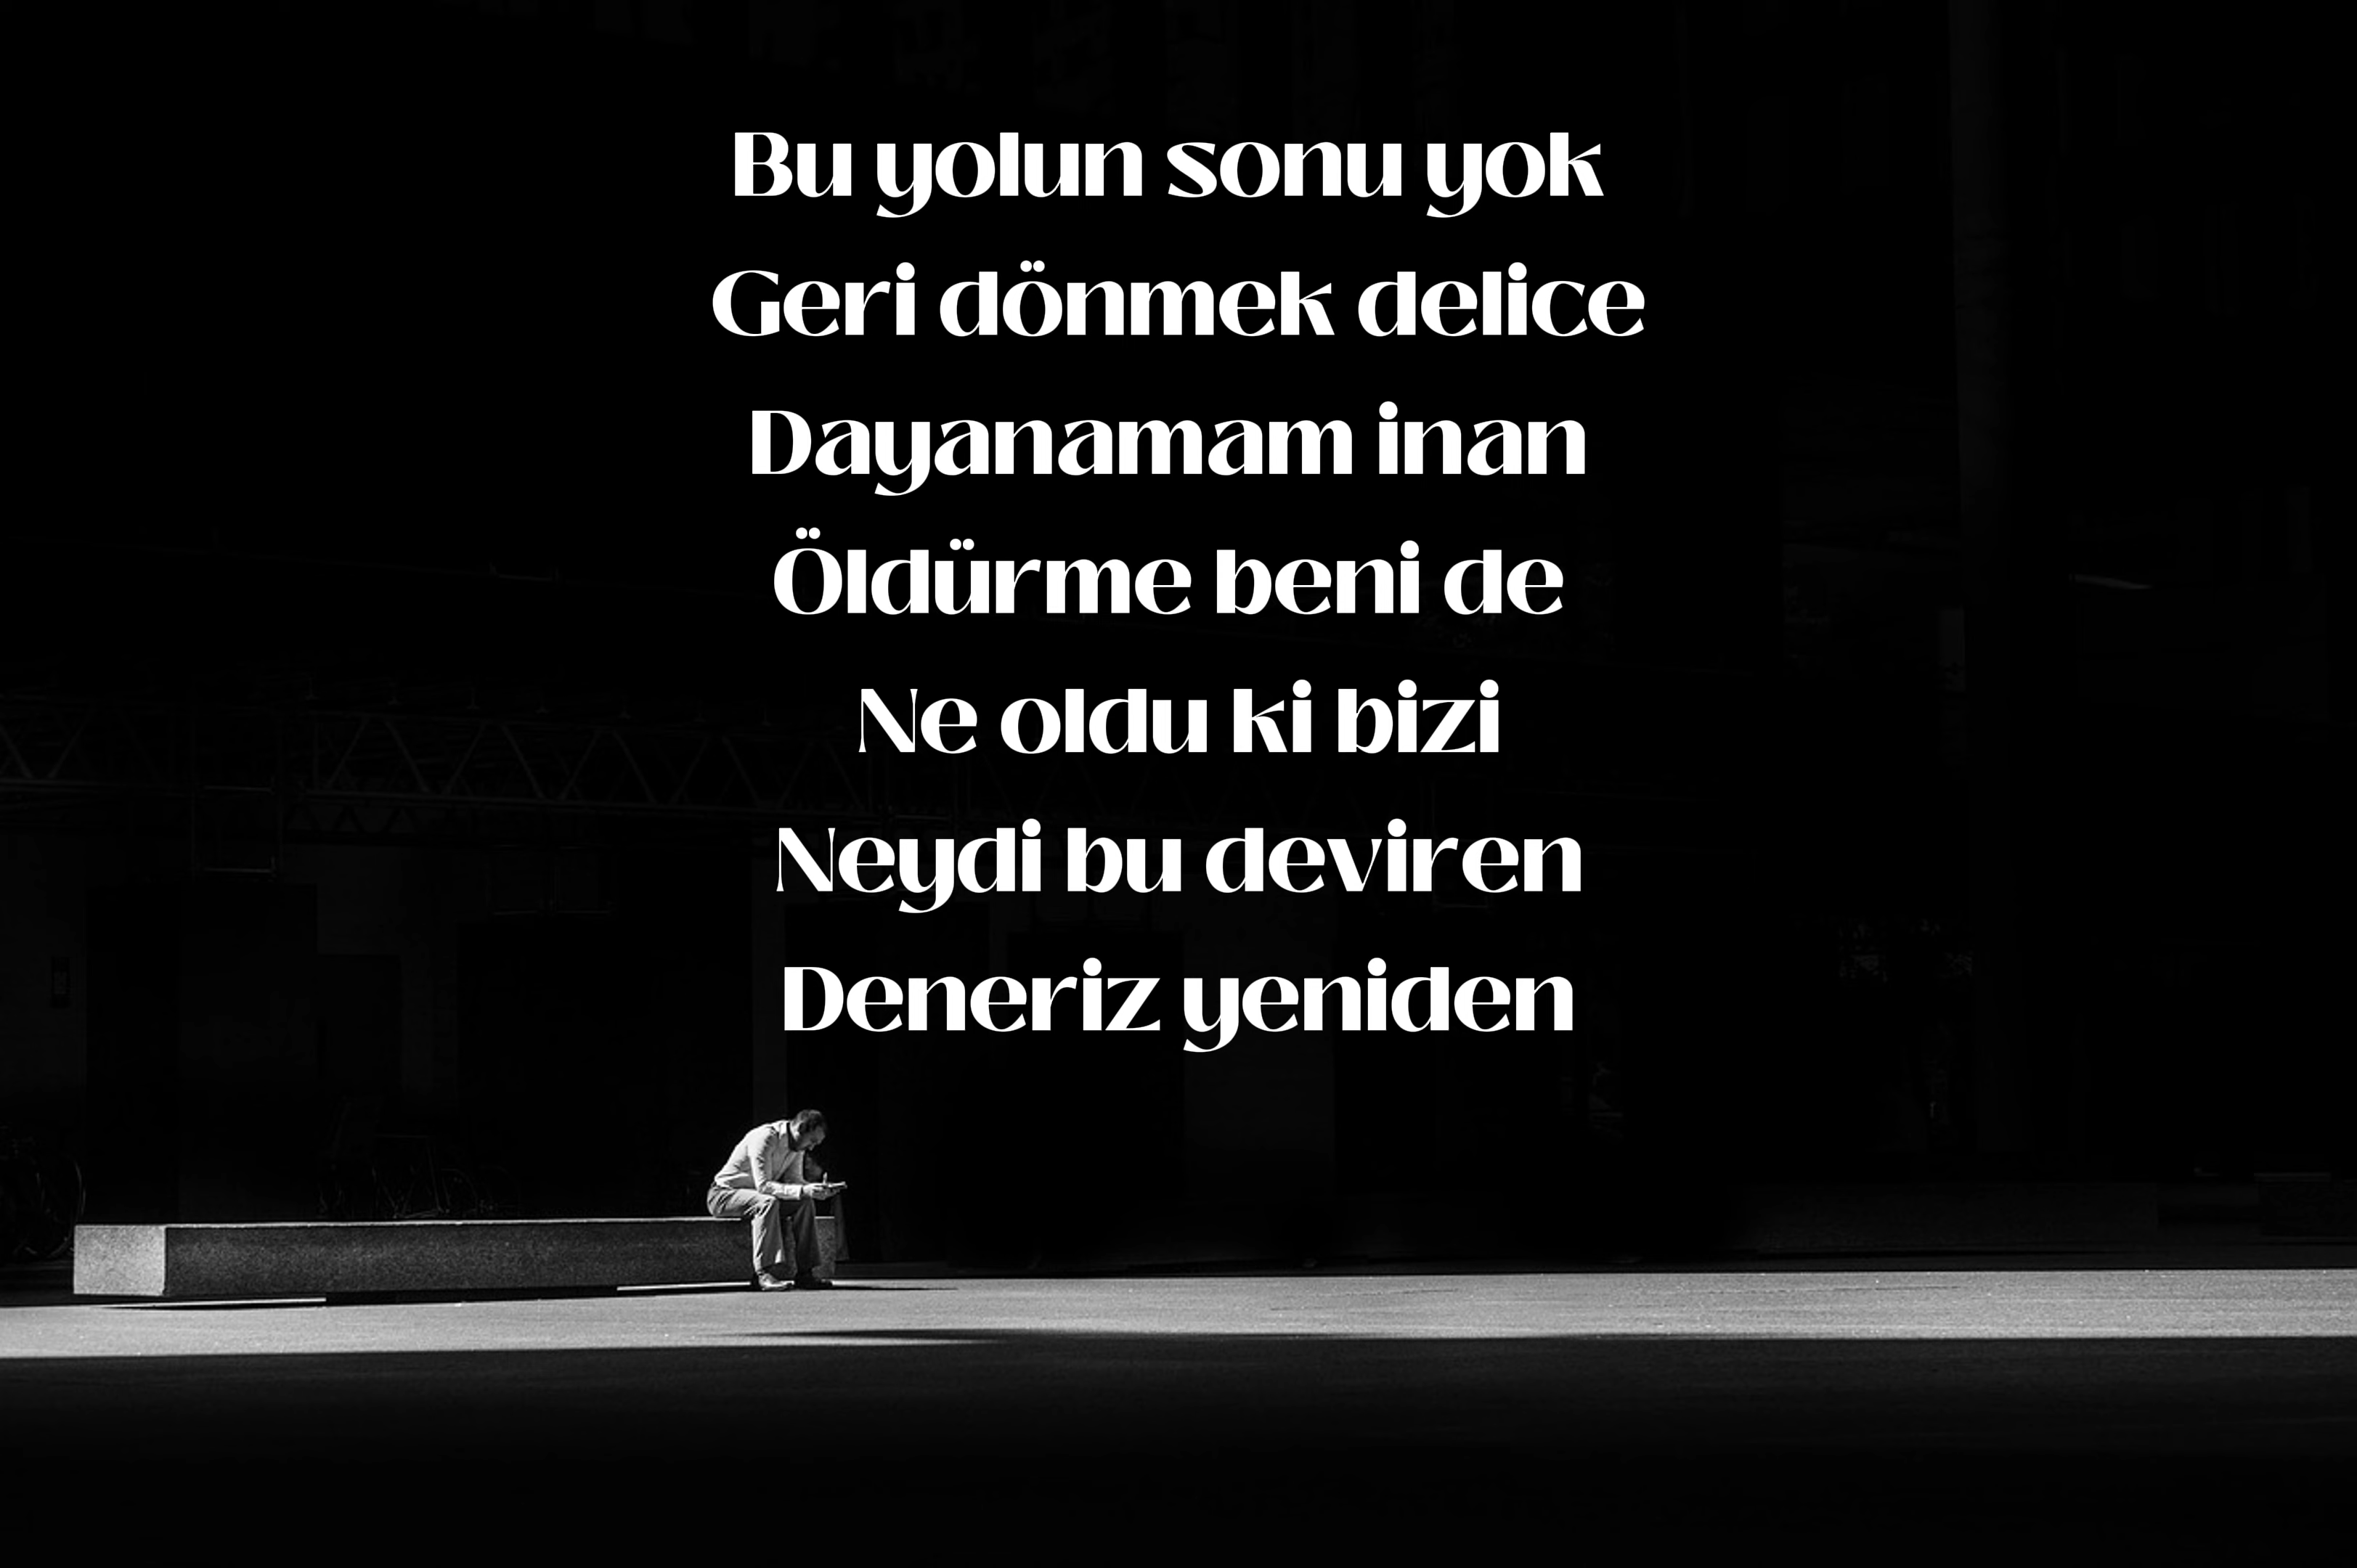 Bu yolun sonu yok
Geri dönmek delice
Dayanamam inan
Öldürme beni de
Ne oldu ki bizi
Neydi bu deviren
Deneriz yeniden